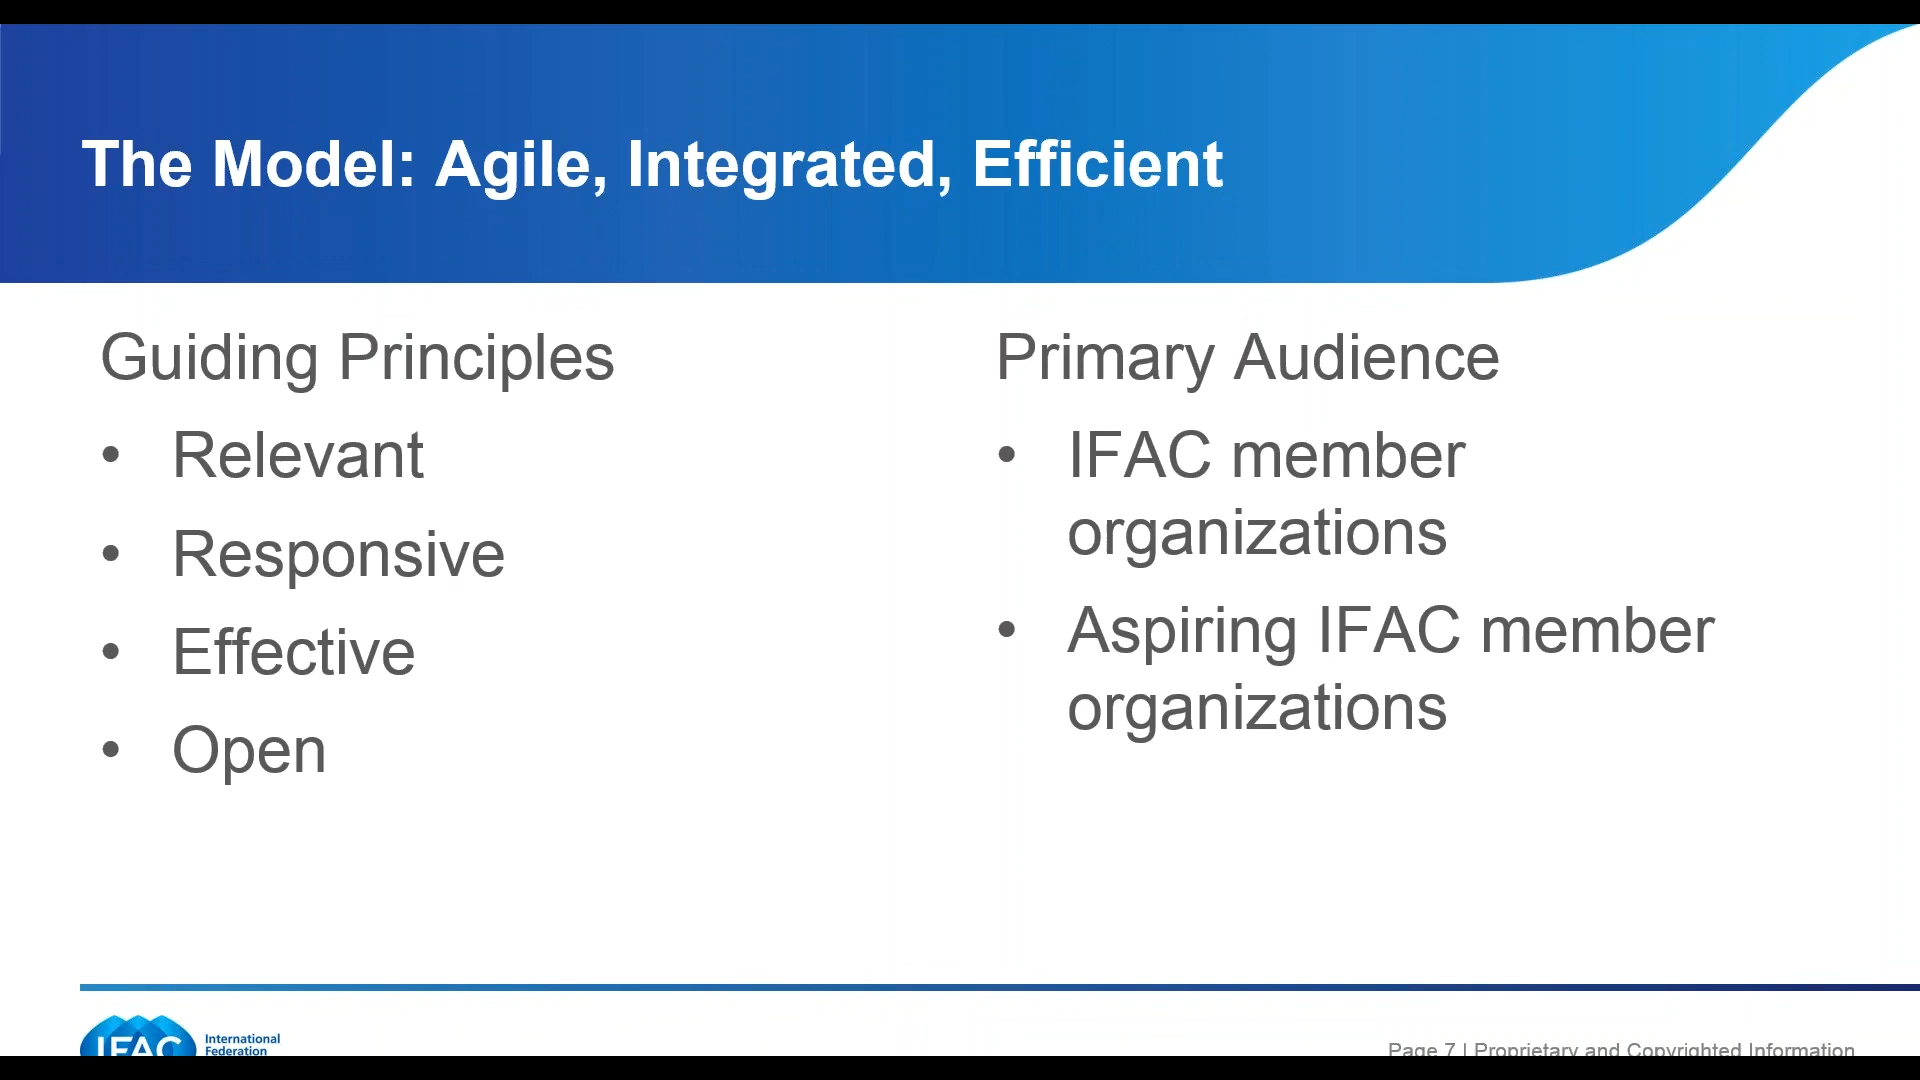 The Model: Agile, Integrated, Efficient
Guiding Principles
• Relevant
• Responsive
• Effective
• Open
Primary Audience
• IFAC member
organizations
• Aspiring IFAC member
organizations
IFAC
International
Federation
Page 7 | Proprietary and Copyrighted Information